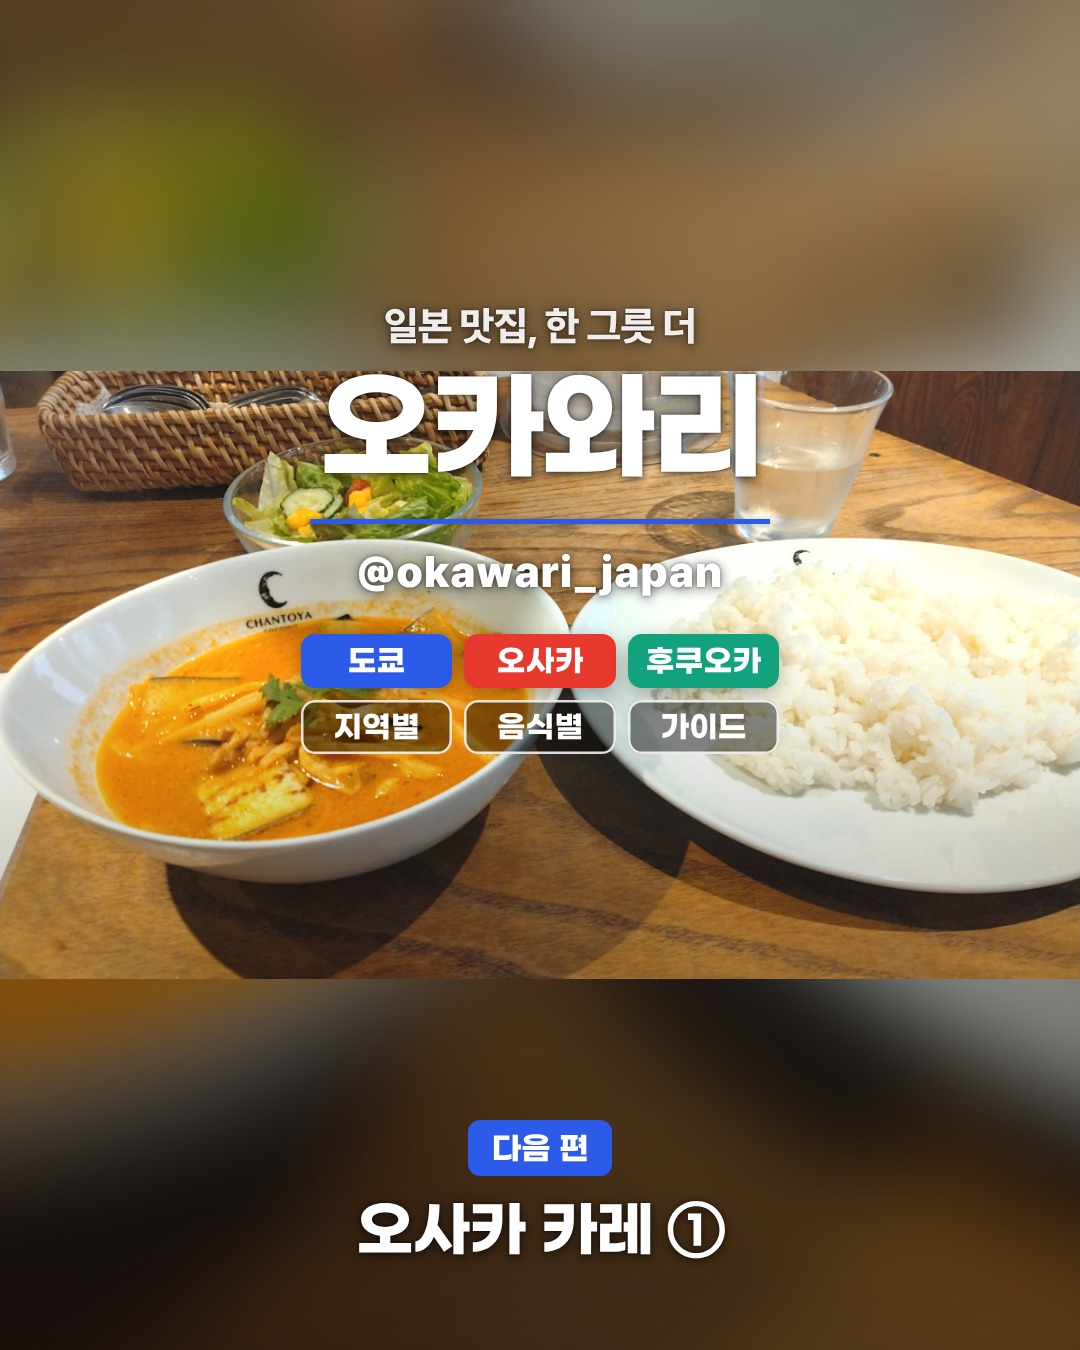 일본 맛집, 한 그릇 더
오카와리
@okawari_japan
CHANTOYA
도쿄 오사카 후쿠오카
지역별 음식별 가이드
다음 편
오사카 카레 ①